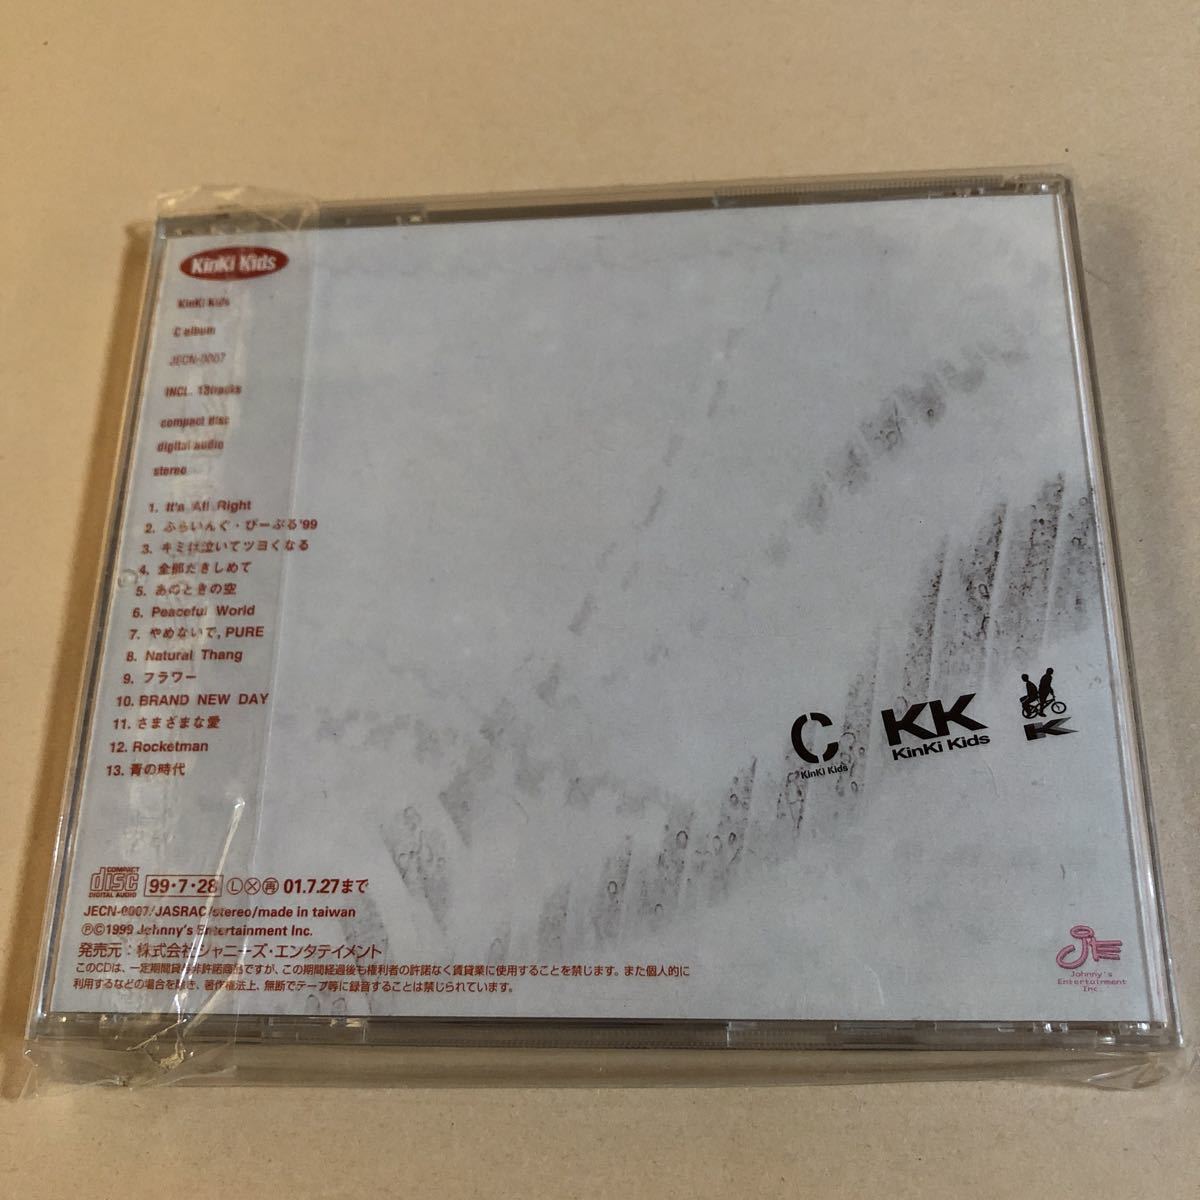 KinKi Kids
KinKi Kids
C album
JECN-0007
INCL. 13tracks
compact disc
digital audio
stereo
1. It's All Right
2. ふらいんぐ・ぴーぷる'99
3. キミは泣いてツヨくなる
4. 全部だきしめて
5. あのときの空
6. Peaceful World
7. やめないで,PURE
8. Natural Thang
9. フラワー
10. BRAND NEW DAY
11. さまざまな愛
12. Rocketman
13. 青の時代
C
KinKi Kids
KK
KinKi Kids
K
COMPACT
disc
DIGITAL AUDIO
99・7・28 Ⓛ Ⓧ ㊢ 01.7.27まで
JECN-0007/JASRAC/stereo/made in taiwan
ⓅⒸ1999 Johnny's Entertainment Inc.
発売元：株式会社ジャニーズ・エンタテイメント
このCDは、一定期間貸与非許諾商品ですが、この期間経過後も権利者の許諾なく賃貸業に使用することを禁じます。また個人的に
利用するなどの場合を除き、著作権法上、無断でテープ等に録音することは禁じられています。
Johnny's
Entertainment
Inc.